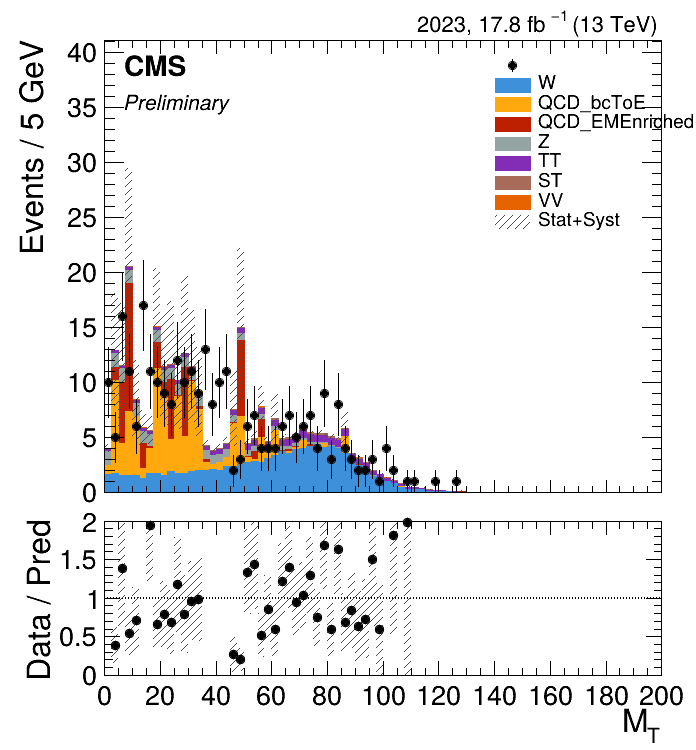 2023, 17.8 fb⁻¹ (13 TeV)
CMS
Preliminary
W
QCD_bcToE
QCD_EMEnriched
Z
TT
ST
VV
Stat+Syst
Events / 5 GeV
40
35
30
25
20
15
10
5
0
Data / Pred
2
1.5
1
0.5
0
0 20 40 60 80 100 120 140 160 180 200
M_T